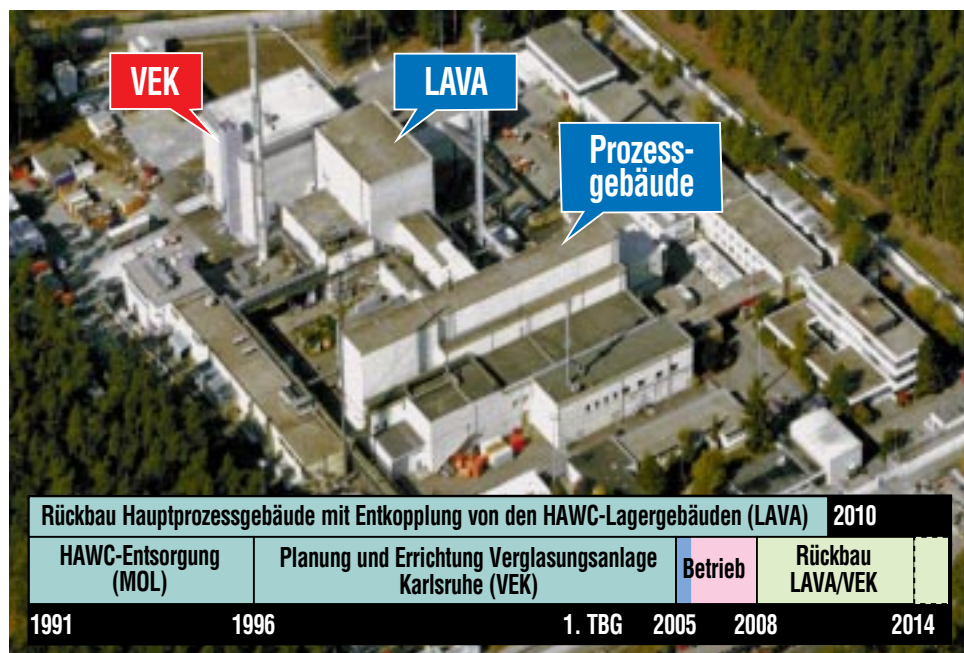 VEK
LAVA
Prozess-
gebäude
Rückbau Hauptprozessgebäude mit Entkopplung von den HAWC-Lagergebäuden (LAVA)
2010
HAWC-Entsorgung
(MOL)
Planung und Errichtung Verglasungsanlage
Karlsruhe (VEK)
Betrieb
Rückbau
LAVA/VEK
1991 1996 1. TBG 2005 2008 2014